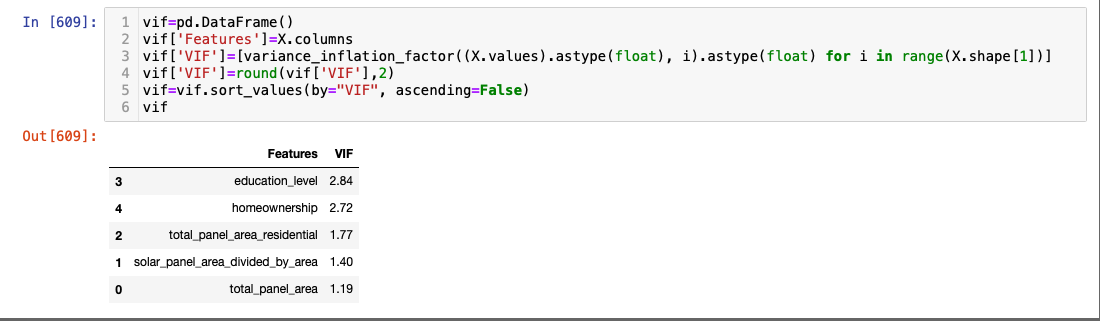 In [609]:
1 vif=pd.DataFrame()
2 vif['Features']=X.columns
3 vif['VIF']=[variance_inflation_factor((X.values).astype(float), i).astype(float) for i in range(X.shape[1])]
4 vif['VIF']=round(vif['VIF'],2)
5 vif=vif.sort_values(by="VIF", ascending=False)
6 vif
Out[609]:
Features VIF
3 education_level 2.84
4 homeownership 2.72
2 total_panel_area_residential 1.77
1 solar_panel_area_divided_by_area 1.40
0 total_panel_area 1.19